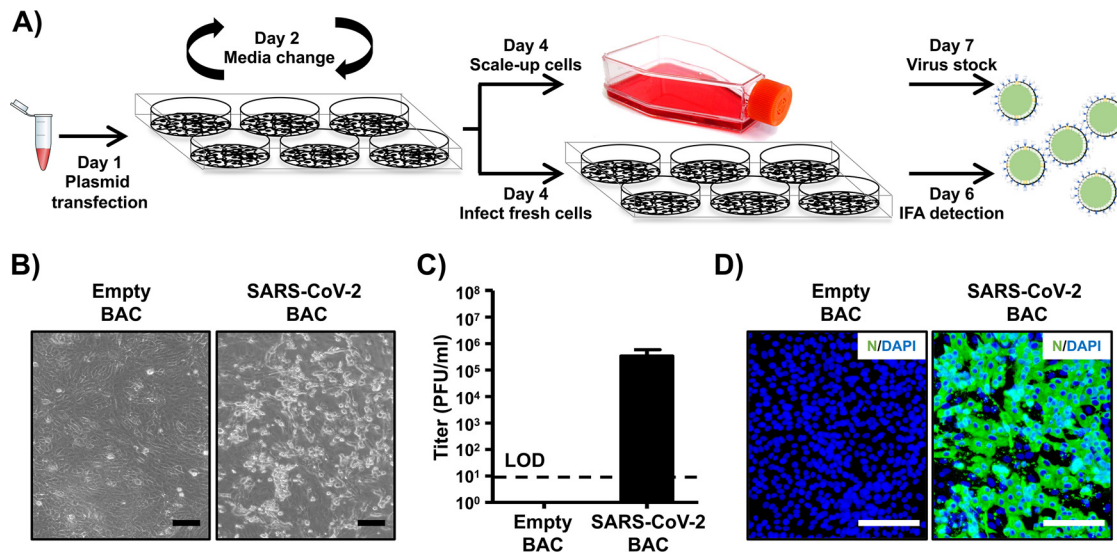 A)
Day 2
Media change
Day 4
Scale-up cells
Day 7
Virus stock
Day 1
Plasmid
transfection
Day 4
Infect fresh cells
Day 6
IFA detection
B)
Empty
BAC
SARS-CoV-2
BAC
C)
Titer (PFU/ml)
10⁸
10⁷
10⁶
10⁵
10⁴
10³
10²
10¹
10⁰
LOD
Empty
BAC
SARS-CoV-2
BAC
D)
Empty
BAC
SARS-CoV-2
BAC
N/DAPI
N/DAPI